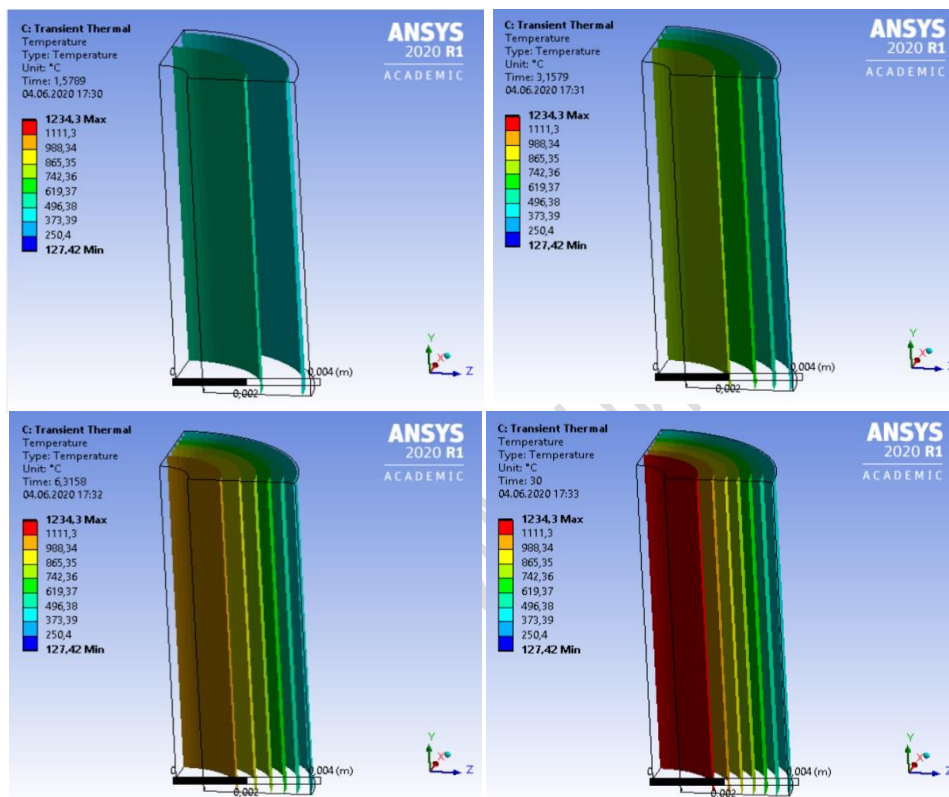 C: Transient Thermal
Temperature
Type: Temperature
Unit: °C
Time: 1,5789
04.06.2020 17:30
1234,3 Max
1111,3
988,34
865,35
742,36
619,37
496,38
373,39
250,4
127,42 Min
ANSYS
2020 R1
ACADEMIC
Y
X
Z
0
0,004 (m)
0,002
C: Transient Thermal
Temperature
Type: Temperature
Unit: °C
Time: 3,1579
04.06.2020 17:31
1234,3 Max
1111,3
988,34
865,35
742,36
619,37
496,38
373,39
250,4
127,42 Min
ANSYS
2020 R1
ACADEMIC
Y
X
Z
0
0,004 (m)
0,002
C: Transient Thermal
Temperature
Type: Temperature
Unit: °C
Time: 6,3158
04.06.2020 17:32
1234,3 Max
1111,3
988,34
865,35
742,36
619,37
496,38
373,39
250,4
127,42 Min
ANSYS
2020 R1
ACADEMIC
Y
X
Z
0
0,004 (m)
0,002
C: Transient Thermal
Temperature
Type: Temperature
Unit: °C
Time: 30
04.06.2020 17:33
1234,3 Max
1111,3
988,34
865,35
742,36
619,37
496,38
373,39
250,4
127,42 Min
ANSYS
2020 R1
ACADEMIC
Y
X
Z
0
0,004 (m)
0,002